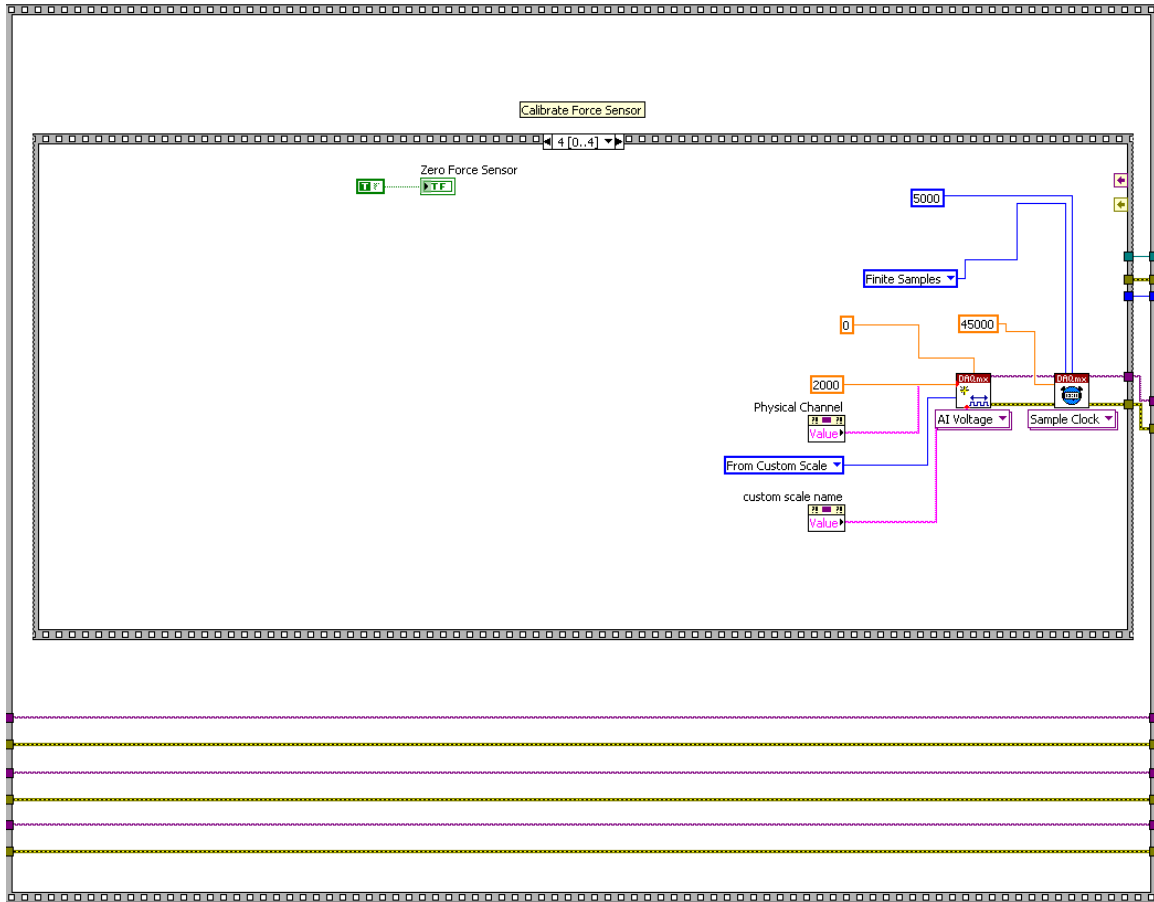 Calibrate Force Sensor
4 [0..4]
Zero Force Sensor
T F
TF
5000
Finite Samples
0
45000
DAQmx
DAQmx
2000
Physical Channel
Value
AI Voltage
Sample Clock
From Custom Scale
custom scale name
Value